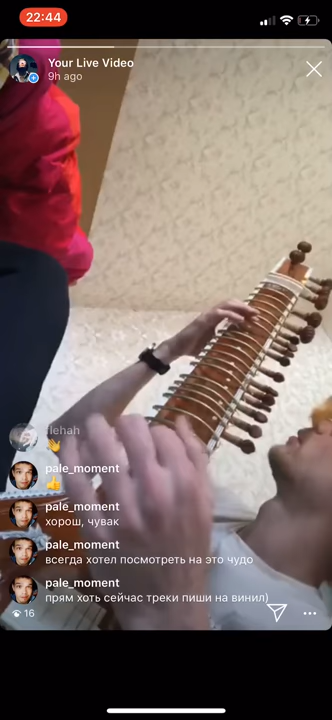 22:44
Your Live Video
9h ago
pale_moment
👍
pale_moment
хорош, чувак
pale_moment
всегда хотел посмотреть на это чудо
pale_moment
прям хоть сейчас треки пиши на винил)
16